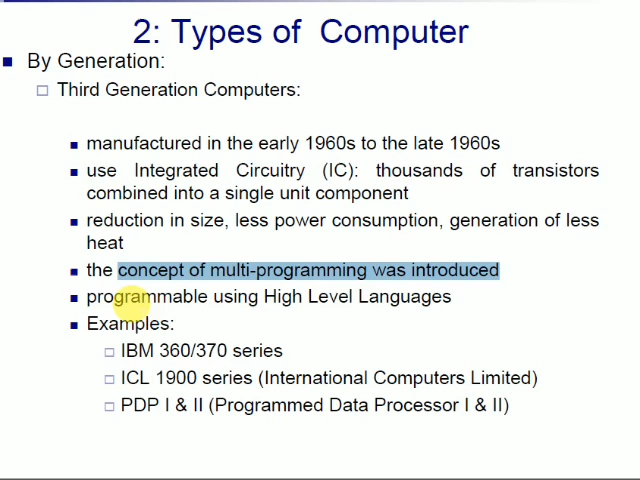 2: Types of Computer
By Generation:
Third Generation Computers:
manufactured in the early 1960s to the late 1960s
use Integrated Circuitry (IC): thousands of transistors
combined into a single unit component
reduction in size, less power consumption, generation of less
heat
the concept of multi-programming was introduced
programmable using High Level Languages
Examples:
IBM 360/370 series
ICL 1900 series (International Computers Limited)
PDP I & II (Programmed Data Processor I & II)